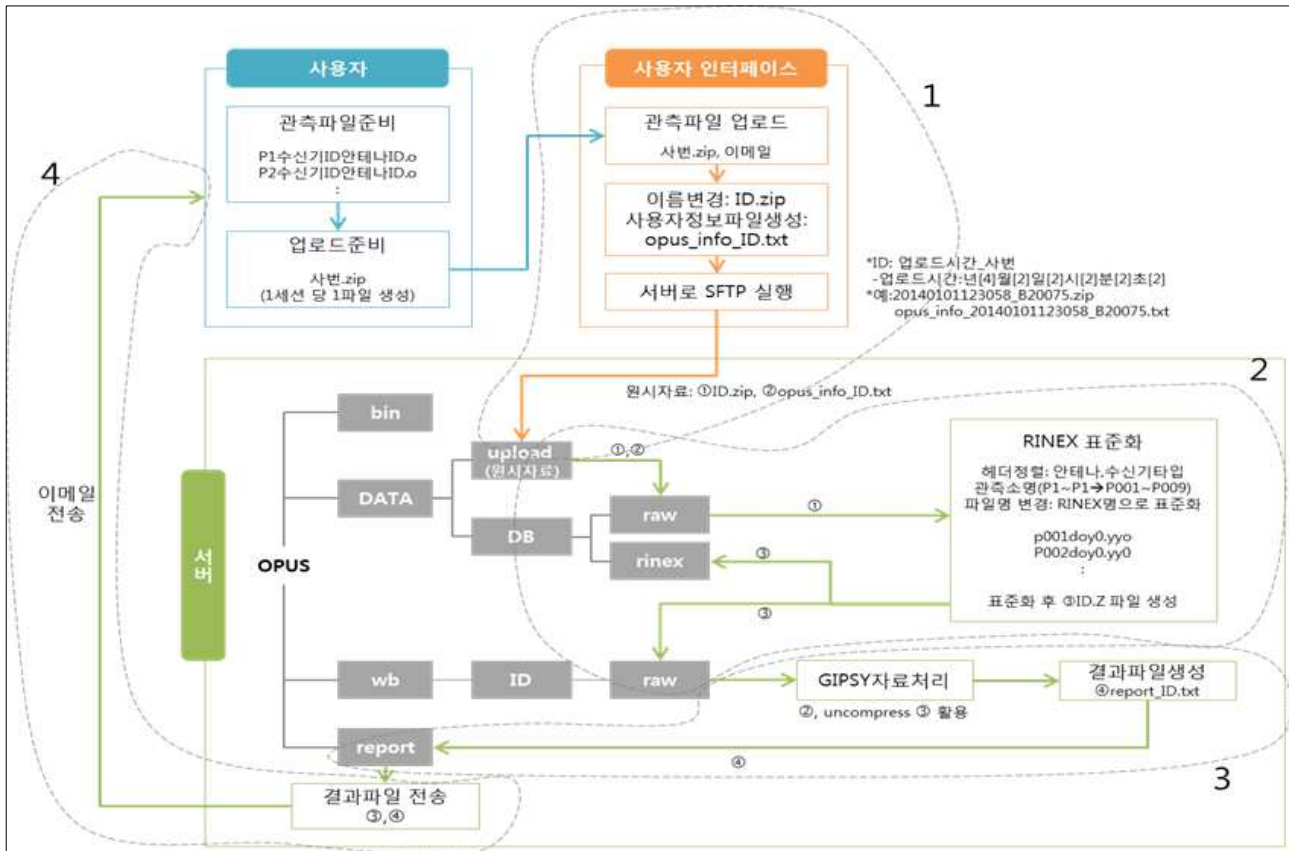 사용자
관측파일준비
P1수신기ID안테나ID.o
P2수신기ID안테나ID.o
:
업로드준비
사번.zip
(1세션 당 1파일 생성)
사용자 인터페이스
관측파일 업로드
사번.zip, 이메일
이름변경: ID.zip
사용자정보파일생성:
opus_info_ID.txt
서버로 SFTP 실행
1
*ID: 업로드시간_사번
-업로드시간:년[4]월[2]일[2]시[2]분[2]초[2]
*예:20140101123058_B20075.zip
opus_info_20140101123058_B20075.txt
4
이메일
전송
원시자료: ①ID.zip, ②opus_info_ID.txt
2
서버
OPUS
bin
DATA
upload
(원시자료)
①,②
DB
raw
①
rinex
③
③
RINEX 표준화
헤더정렬: 안테나.수신기타입
관측소명(P1~P1→P001~P009)
파일명 변경: RINEX명으로 표준화
p001doy0.yyo
P002doy0.yy0
:
표준화 후 ③ID.Z 파일 생성
wb
ID
raw
GIPSY자료처리
②, uncompress ③ 활용
결과파일생성
④report_ID.txt
report
④
3
결과파일 전송
③,④